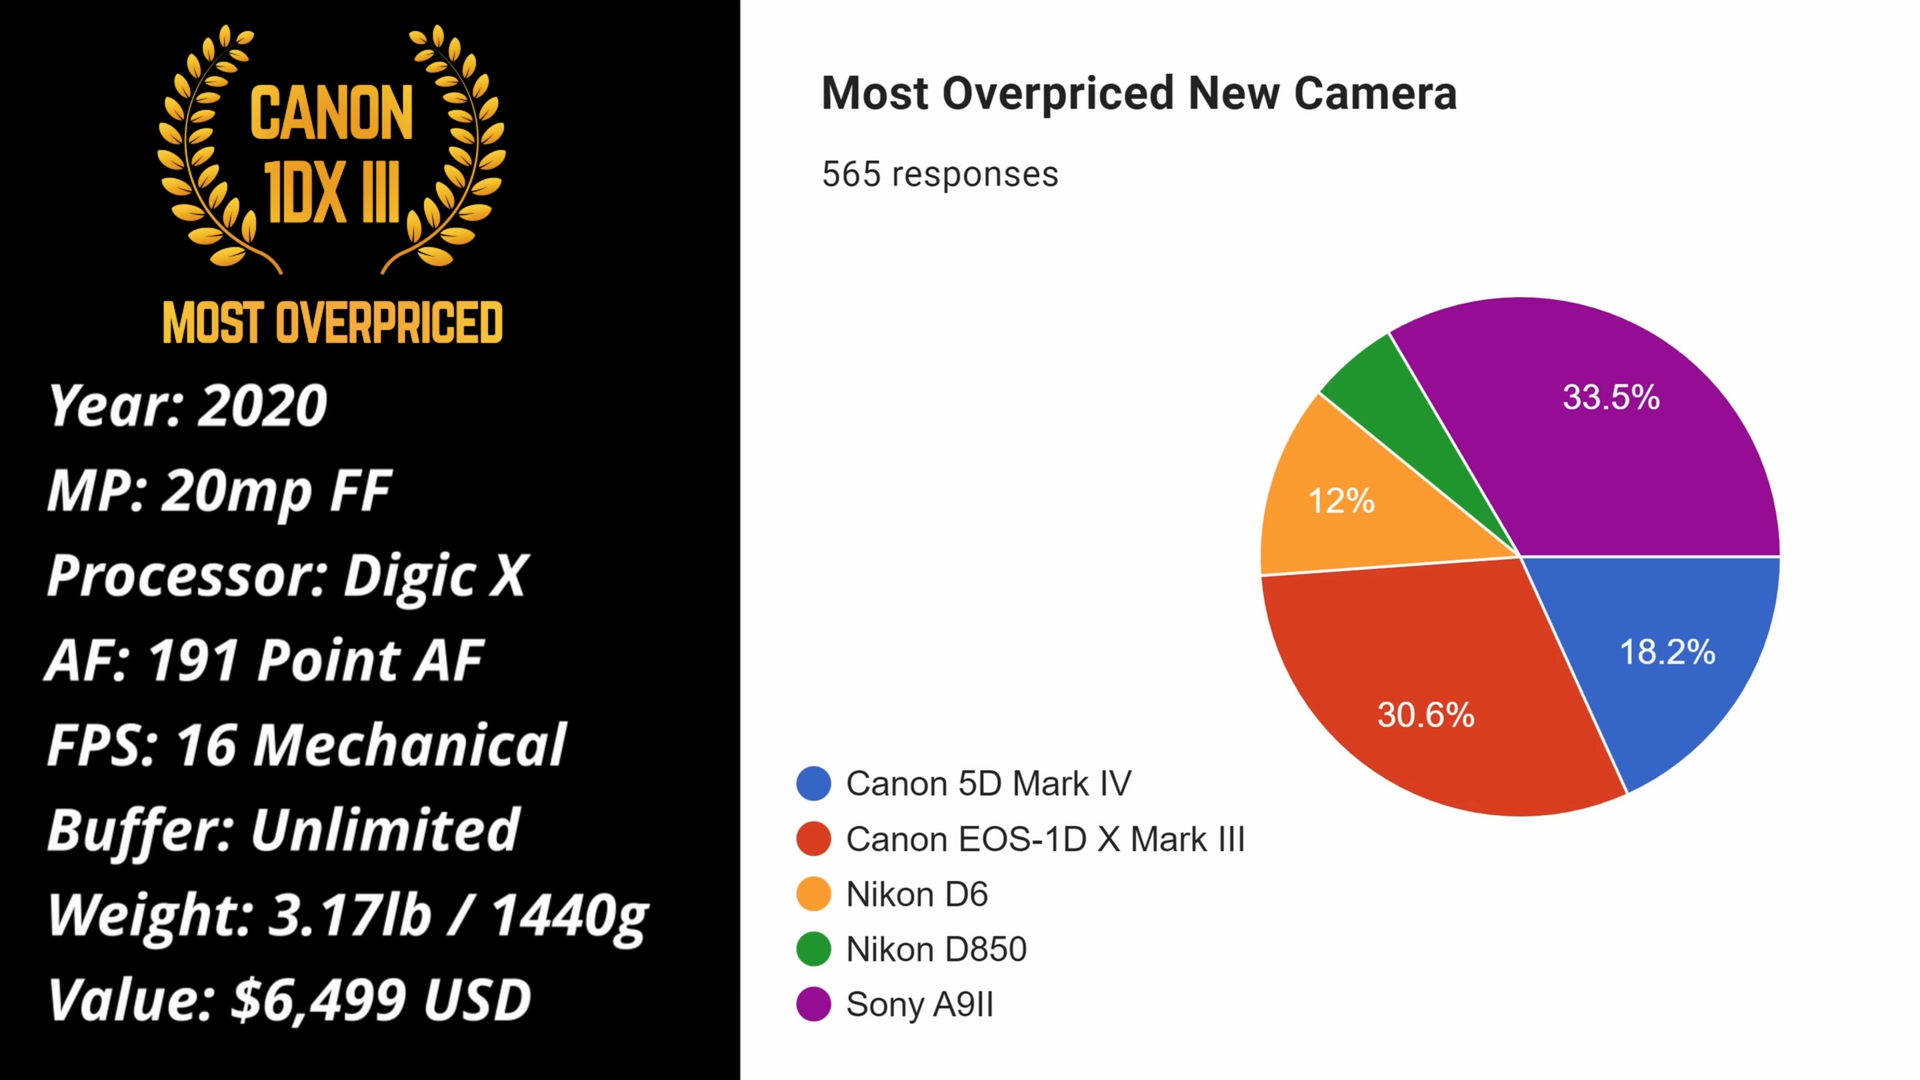 CANON
1DX III
MOST OVERPRICED
Year: 2020
MP: 20mp FF
Processor: Digic X
AF: 191 Point AF
FPS: 16 Mechanical
Buffer: Unlimited
Weight: 3.17lb / 1440g
Value: $6,499 USD
Most Overpriced New Camera
565 responses
33.5%
12%
18.2%
30.6%
Canon 5D Mark IV
Canon EOS-1D X Mark III
Nikon D6
Nikon D850
Sony A9II